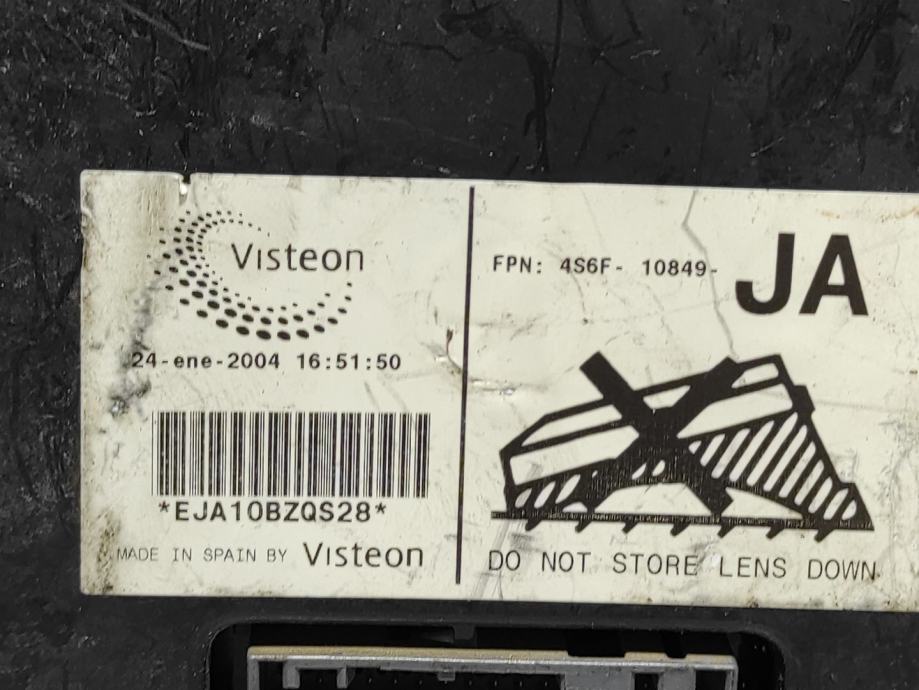 Visteon
24-ene-2004 16:51:50
*EJA10BZQS28*
MADE IN SPAIN BY Visteon
FPN: 4S6F- 10849- JA
DO NOT STORE LENS DOWN